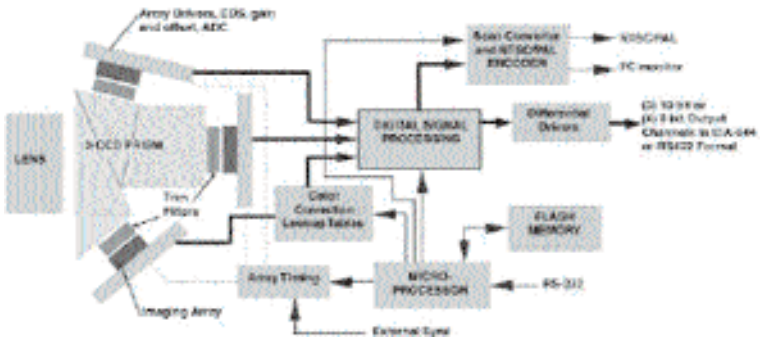 Array Drivers, CDS, gain
and offset, ADC
Scan Converter
and NTSC/PAL
ENCODER
NTSC/PAL
PC monitor
LENS
3-CCD PRISM
DIGITAL SIGNAL
PROCESSING
Differential
Drivers
8 bit Output
or RS422 Format
Trim
Filters
Color
Correction
Lookup Tables
FLASH
MEMORY
Imaging Array
Array Timing
MICRO-
PROCESSOR
RS-232
External Sync